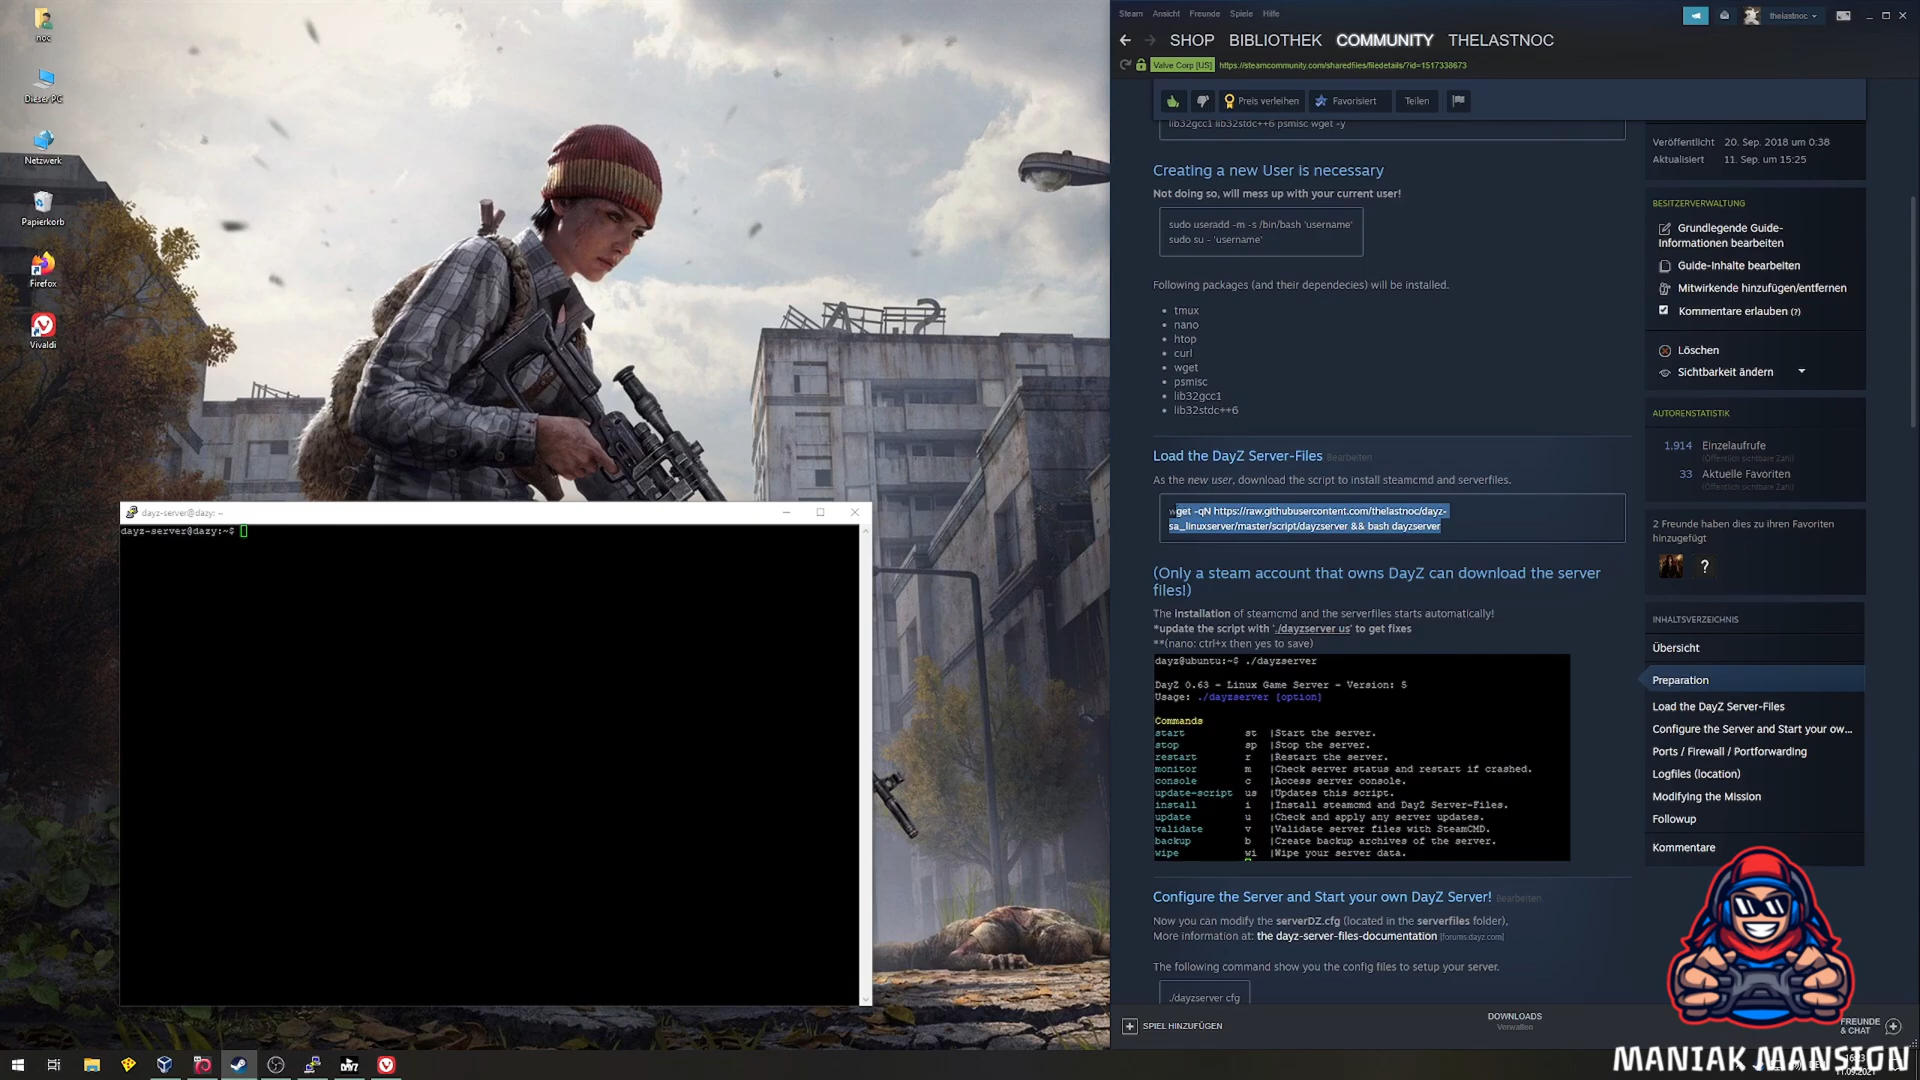 noc
Dieser PC
Netzwerk
Papierkorb
Firefox
Vivaldi
dayz-server@dazy: ~
dayz-server@dazy:~$
Steam Ansicht Freunde Spiele Hilfe
thelastnoc
SHOP BIBLIOTHEK COMMUNITY THELASTNOC
Valve Corp [US] https://steamcommunity.com/sharedfiles/filedetails/?id=1517338673
Preis verleihen Favorisiert Teilen
lib32gcc1 lib32stdc++6 psmisc wget -y
Creating a new User is necessary
Not doing so, will mess up with your current user!
sudo useradd -m -s /bin/bash 'username'
sudo su - 'username'
Following packages (and their dependecies) will be installed.
tmux
nano
htop
curl
wget
psmisc
lib32gcc1
lib32stdc++6
Load the DayZ Server-Files Bearbeiten
As the new user, download the script to install steamcmd and serverfiles.
wget -qN https://raw.githubusercontent.com/thelastnoc/dayz-
sa_linuxserver/master/script/dayzserver && bash dayzserver
(Only a steam account that owns DayZ can download the server
files!)
The installation of steamcmd and the serverfiles starts automatically!
*update the script with './dayzserver us' to get fixes
**(nano: ctrl+x then yes to save)
dayz@ubuntu:~$ ./dayzserver
DayZ 0.63 - Linux Game Server - Version: 5
Usage: ./dayzserver [option]
Commands
start st |Start the server.
stop sp |Stop the server.
restart r |Restart the server.
monitor m |Check server status and restart if crashed.
console c |Access server console.
update-script us |Updates this script.
install i |Install steamcmd and DayZ Server-Files.
update u |Check and apply any server updates.
validate v |Validate server files with SteamCMD.
backup b |Create backup archives of the server.
wipe wi |Wipe your server data.
Configure the Server and Start your own DayZ Server! Bearbeiten
Now you can modify the serverDZ.cfg (located in the serverfiles folder),
More information at: the dayz-server-files-documentation [forums.dayz.com]
The following command show you the config files to setup your server.
./dayzserver cfg
Veröffentlicht 20. Sep. 2018 um 0:38
Aktualisiert 11. Sep. um 15:25
BESITZERVERWALTUNG
Grundlegende Guide-
Informationen bearbeiten
Guide-Inhalte bearbeiten
Mitwirkende hinzufügen/entfernen
Kommentare erlauben (?)
Löschen
Sichtbarkeit ändern
AUTORENSTATISTIK
1,914 Einzelaufrufe
(Öffentlich sichtbare Zahl)
33 Aktuelle Favoriten
(Öffentlich sichtbare Zahl)
2 Freunde haben dies zu ihren Favoriten
hinzugefügt
?
INHALTSVERZEICHNIS
Übersicht
Preparation
Load the DayZ Server-Files
Configure the Server and Start your ow...
Ports / Firewall / Portforwarding
Logfiles (location)
Modifying the Mission
Followup
Kommentare
SPIEL HINZUFÜGEN
DOWNLOADS
Verwalten
FREUNDE
& CHAT
MANIAK MANSION
11.09.2021